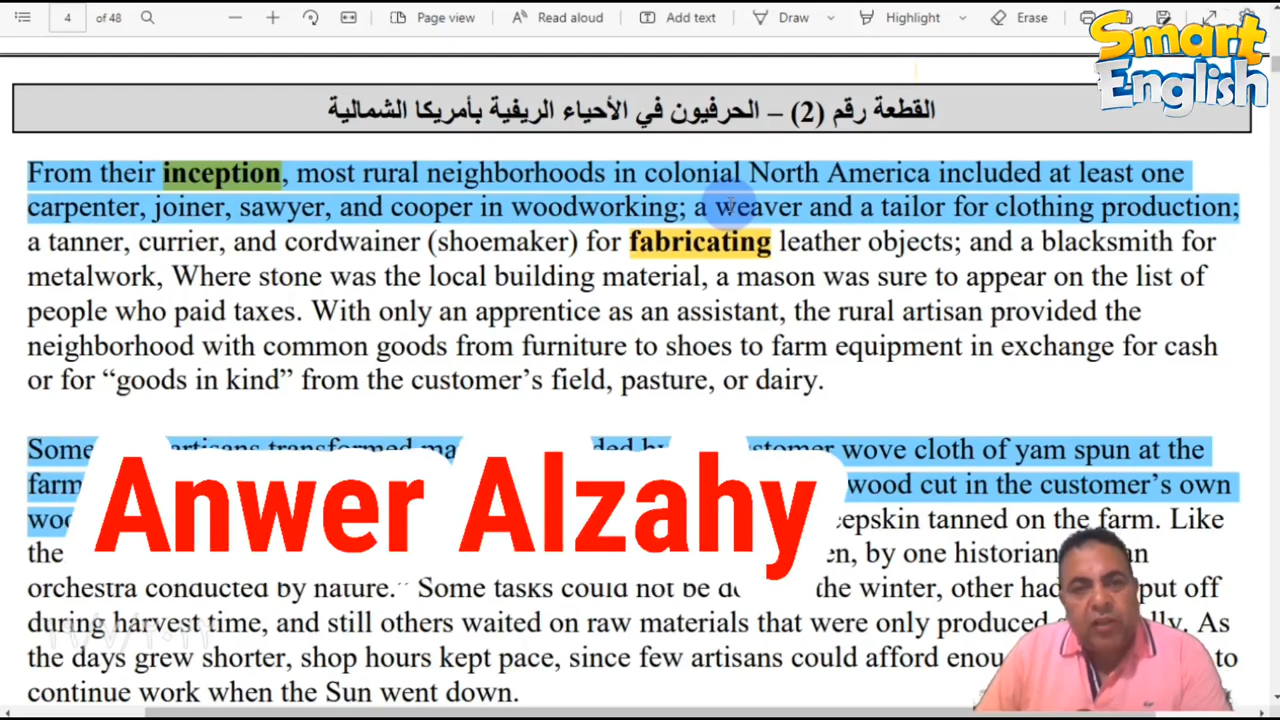 4 of 48 Page view Read aloud Add text Draw Highlight Erase
Smart
English
القطعة رقم (2) – الحرفيون في الأحياء الريفية بأمريكا الشمالية
From their inception, most rural neighborhoods in colonial North America included at least one
carpenter, joiner, sawyer, and cooper in woodworking; a weaver and a tailor for clothing production;
a tanner, currier, and cordwainer (shoemaker) for fabricating leather objects; and a blacksmith for
metalwork, Where stone was the local building material, a mason was sure to appear on the list of
people who paid taxes. With only an apprentice as an assistant, the rural artisan provided the
neighborhood with common goods from furniture to shoes to farm equipment in exchange for cash
or for “goods in kind” from the customer’s field, pasture, or dairy.
Some artisans transformed wove cloth of yam spun at the
farm wood cut in the customer’s own
tanned on the farm. Like
the by one historian
orchestra conducted by nature.” Some tasks could not be the winter, other had put off
during harvest time, and still others waited on raw materials that were only produced As
the days grew shorter, shop hours kept pace, since few artisans could afford to
continue work when the Sun went down.
Anwer Alzahy